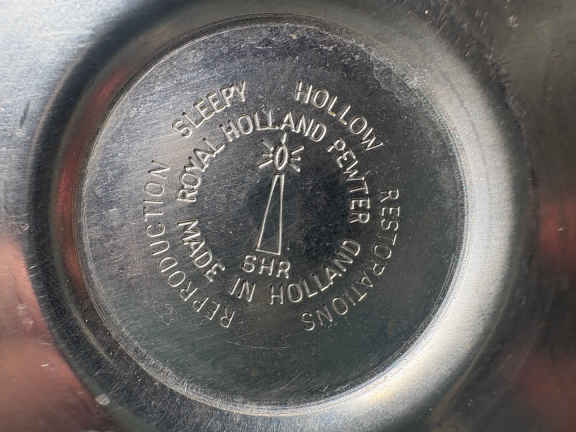 REPRODUCTION SLEEPY HOLLOW RESTORATIONS
ROYAL HOLLAND PEWTER
MADE IN HOLLAND
SHR